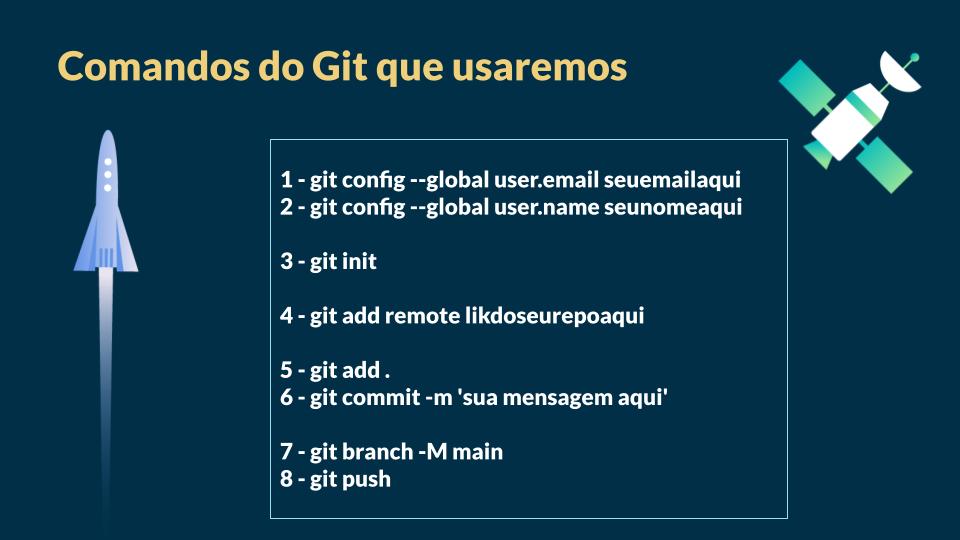 Comandos do Git que usaremos
1 - git config --global user.email seuemailaqui
2 - git config --global user.name seunomeaqui
3 - git init
4 - git add remote likdoseurepoaqui
5 - git add .
6 - git commit -m 'sua mensagem aqui'
7 - git branch -M main
8 - git push